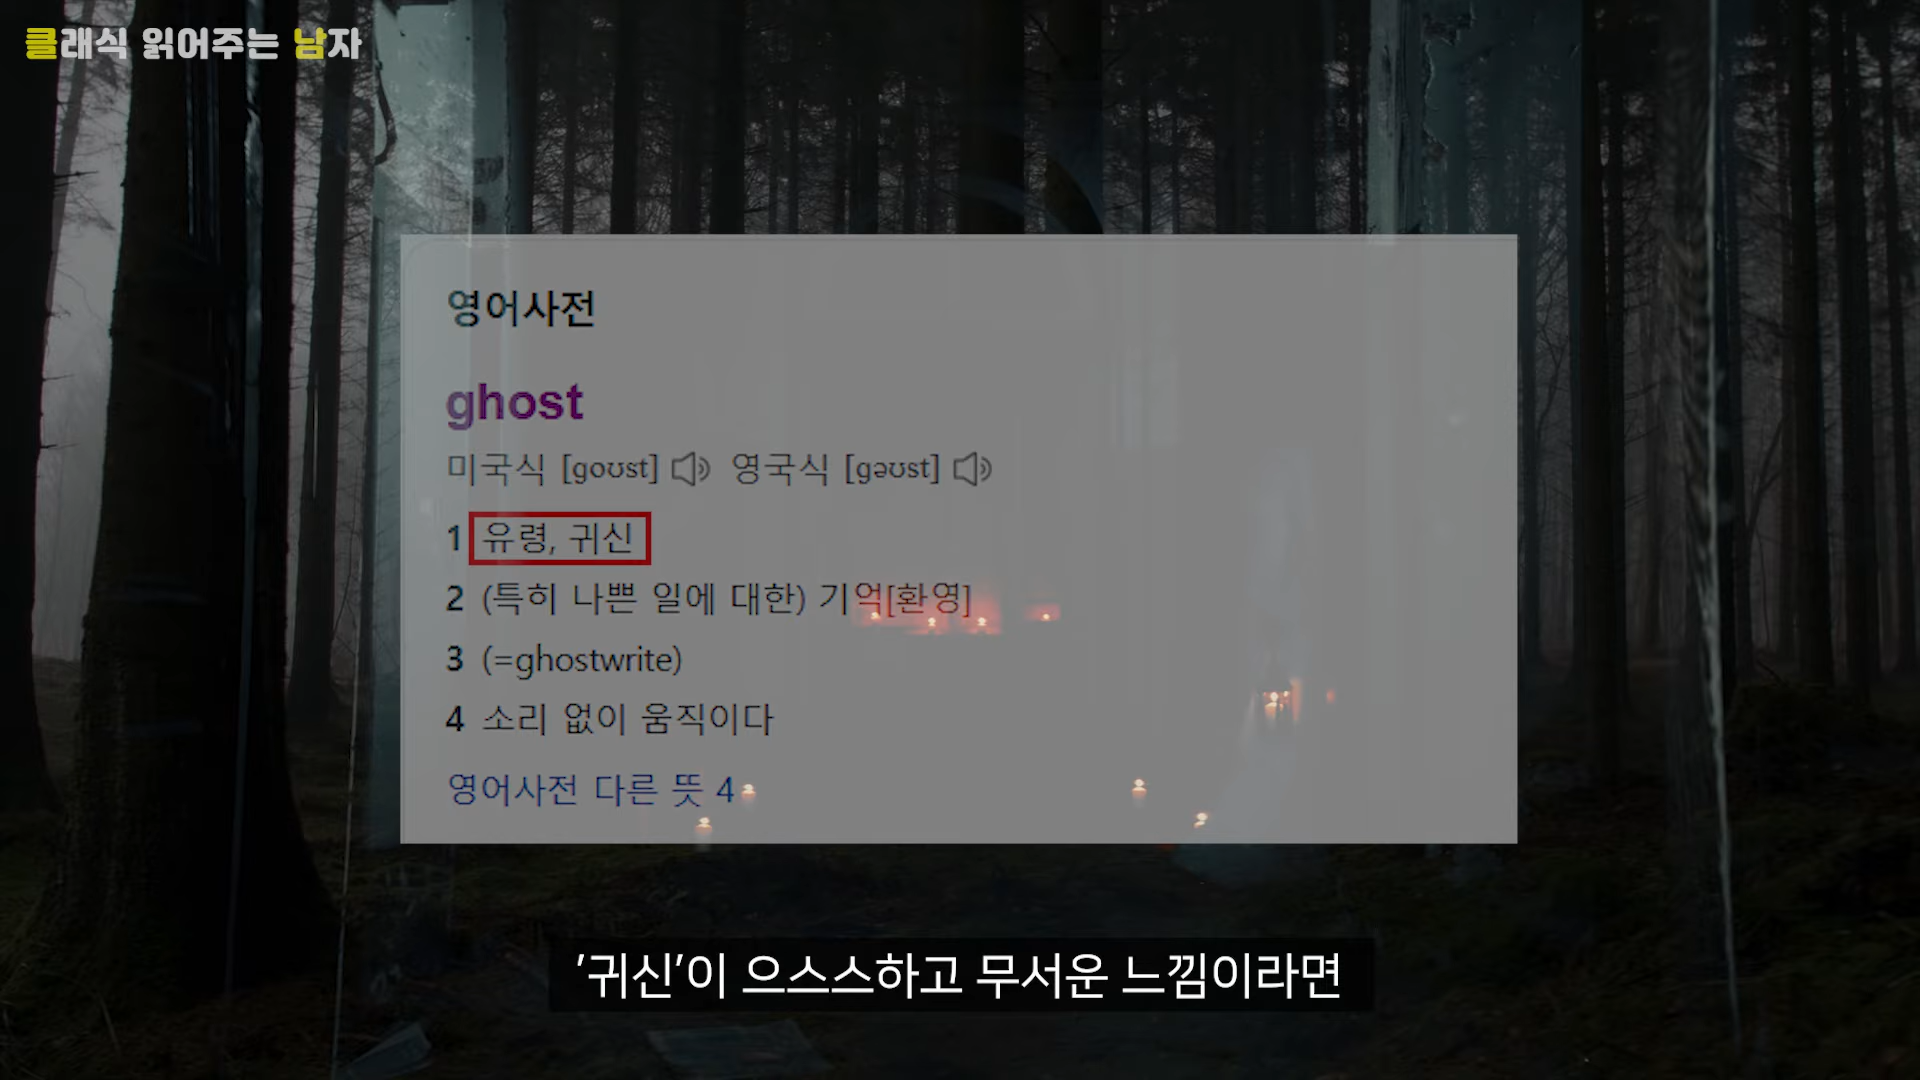 클래식 읽어주는 남자
영어사전
ghost
미국식 [ɡoʊst] 영국식 [ɡəʊst]
1 유령, 귀신
2 (특히 나쁜 일에 대한) 기억[환영]
3 (=ghostwrite)
4 소리 없이 움직이다
영어사전 다른 뜻 4
'귀신'이 으스스하고 무서운 느낌이라면